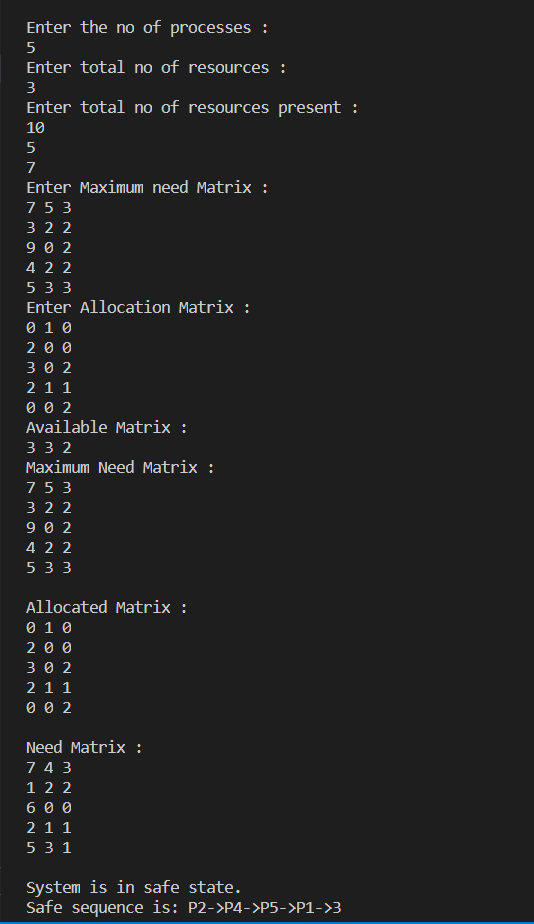 Enter the no of processes :
5
Enter total no of resources :
3
Enter total no of resources present :
10
5
7
Enter Maximum need Matrix :
7 5 3
3 2 2
9 0 2
4 2 2
5 3 3
Enter Allocation Matrix :
0 1 0
2 0 0
3 0 2
2 1 1
0 0 2
Available Matrix :
3 3 2
Maximum Need Matrix :
7 5 3
3 2 2
9 0 2
4 2 2
5 3 3
Allocated Matrix :
0 1 0
2 0 0
3 0 2
2 1 1
0 0 2
Need Matrix :
7 4 3
1 2 2
6 0 0
2 1 1
5 3 1
System is in safe state.
Safe sequence is: P2->P4->P5->P1->3